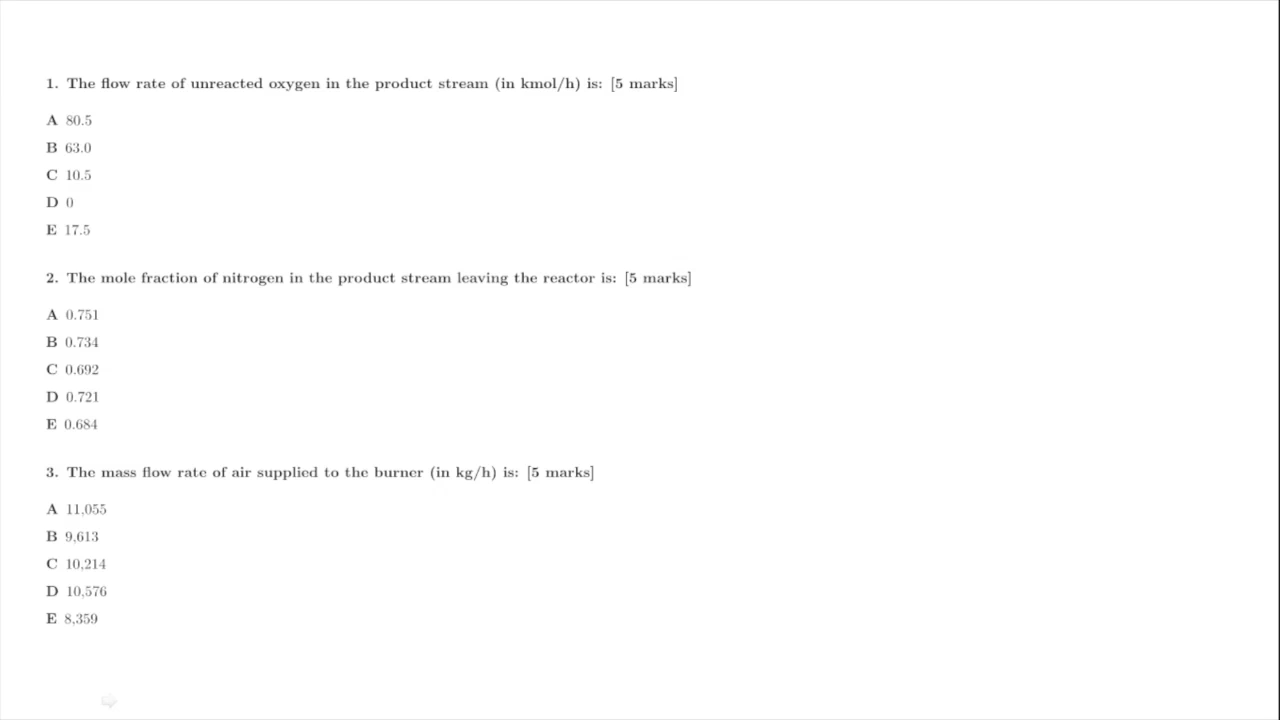 1. The flow rate of unreacted oxygen in the product stream (in kmol/h) is: [5 marks]
A 80.5
B 63.0
C 10.5
D 0
E 17.5
2. The mole fraction of nitrogen in the product stream leaving the reactor is: [5 marks]
A 0.751
B 0.734
C 0.692
D 0.721
E 0.684
3. The mass flow rate of air supplied to the burner (in kg/h) is: [5 marks]
A 11,055
B 9,613
C 10,214
D 10,576
E 8,359